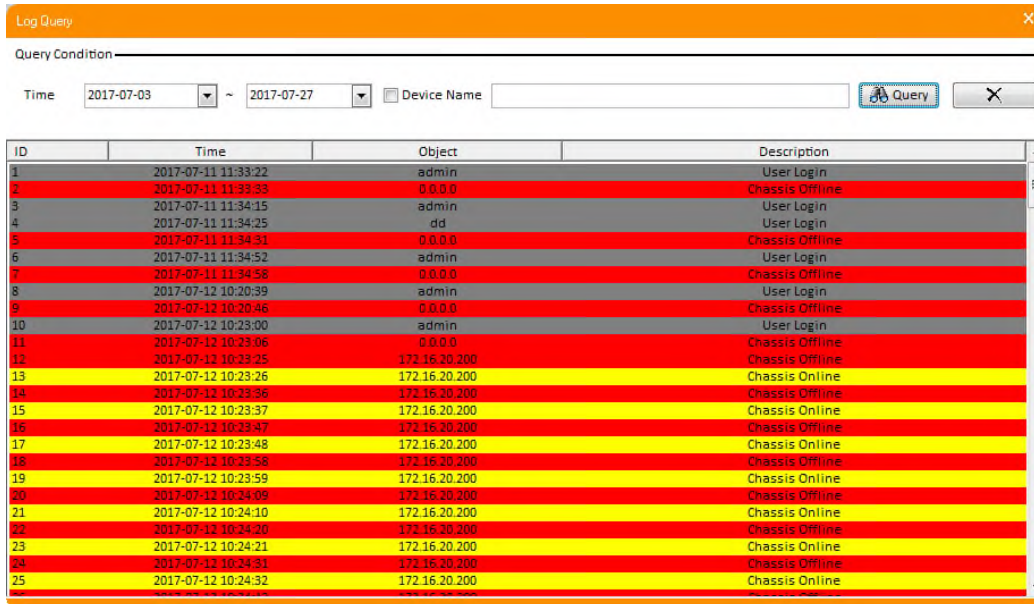 Log Query
Query Condition
Time 2017-07-03 ~ 2017-07-27 Device Name Query
ID Time Object Description
1 2017-07-11 11:33:22 admin User Login
2 2017-07-11 11:33:33 0.0.0.0 Chassis Offline
3 2017-07-11 11:34:15 admin User Login
4 2017-07-11 11:34:25 dd User Login
5 2017-07-11 11:34:31 0.0.0.0 Chassis Offline
6 2017-07-11 11:34:52 admin User Login
7 2017-07-11 11:34:58 0.0.0.0 Chassis Offline
8 2017-07-12 10:20:39 admin User Login
9 2017-07-12 10:20:46 0.0.0.0 Chassis Offline
10 2017-07-12 10:23:00 admin User Login
11 2017-07-12 10:23:06 0.0.0.0 Chassis Offline
12 2017-07-12 10:23:25 172.16.20.200 Chassis Offline
13 2017-07-12 10:23:26 172.16.20.200 Chassis Online
14 2017-07-12 10:23:36 172.16.20.200 Chassis Offline
15 2017-07-12 10:23:37 172.16.20.200 Chassis Online
16 2017-07-12 10:23:47 172.16.20.200 Chassis Offline
17 2017-07-12 10:23:48 172.16.20.200 Chassis Online
18 2017-07-12 10:23:58 172.16.20.200 Chassis Offline
19 2017-07-12 10:23:59 172.16.20.200 Chassis Online
20 2017-07-12 10:24:09 172.16.20.200 Chassis Offline
21 2017-07-12 10:24:10 172.16.20.200 Chassis Online
22 2017-07-12 10:24:20 172.16.20.200 Chassis Offline
23 2017-07-12 10:24:21 172.16.20.200 Chassis Online
24 2017-07-12 10:24:31 172.16.20.200 Chassis Offline
25 2017-07-12 10:24:32 172.16.20.200 Chassis Online